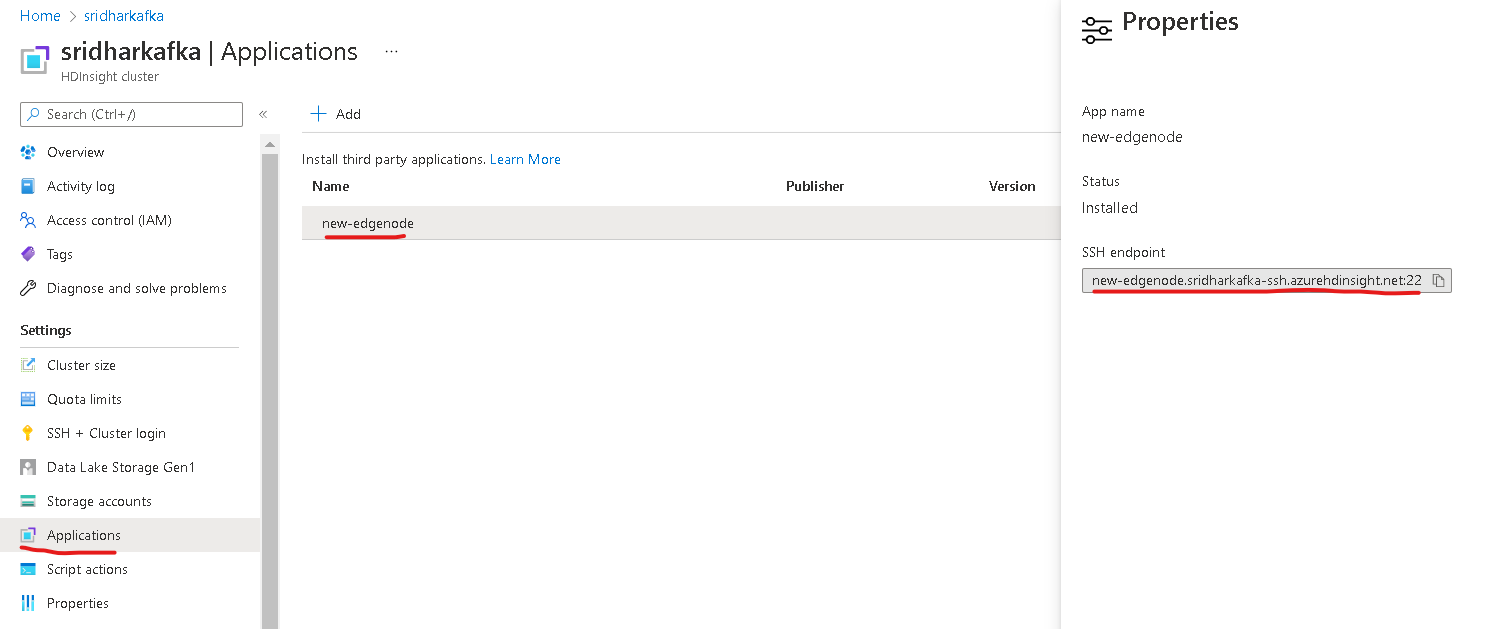 Home > sridharkafka
sridharkafka | Applications ...
HDInsight cluster
Search (Ctrl+/)
«
Overview
Activity log
Access control (IAM)
Tags
Diagnose and solve problems
Settings
Cluster size
Quota limits
SSH + Cluster login
Data Lake Storage Gen1
Storage accounts
Applications
Script actions
Properties
+ Add
Install third party applications. Learn More
Name Publisher Version
new-edgenode
Properties
App name
new-edgenode
Status
Installed
SSH endpoint
new-edgenode.sridharkafka-ssh.azurehdinsight.net:22